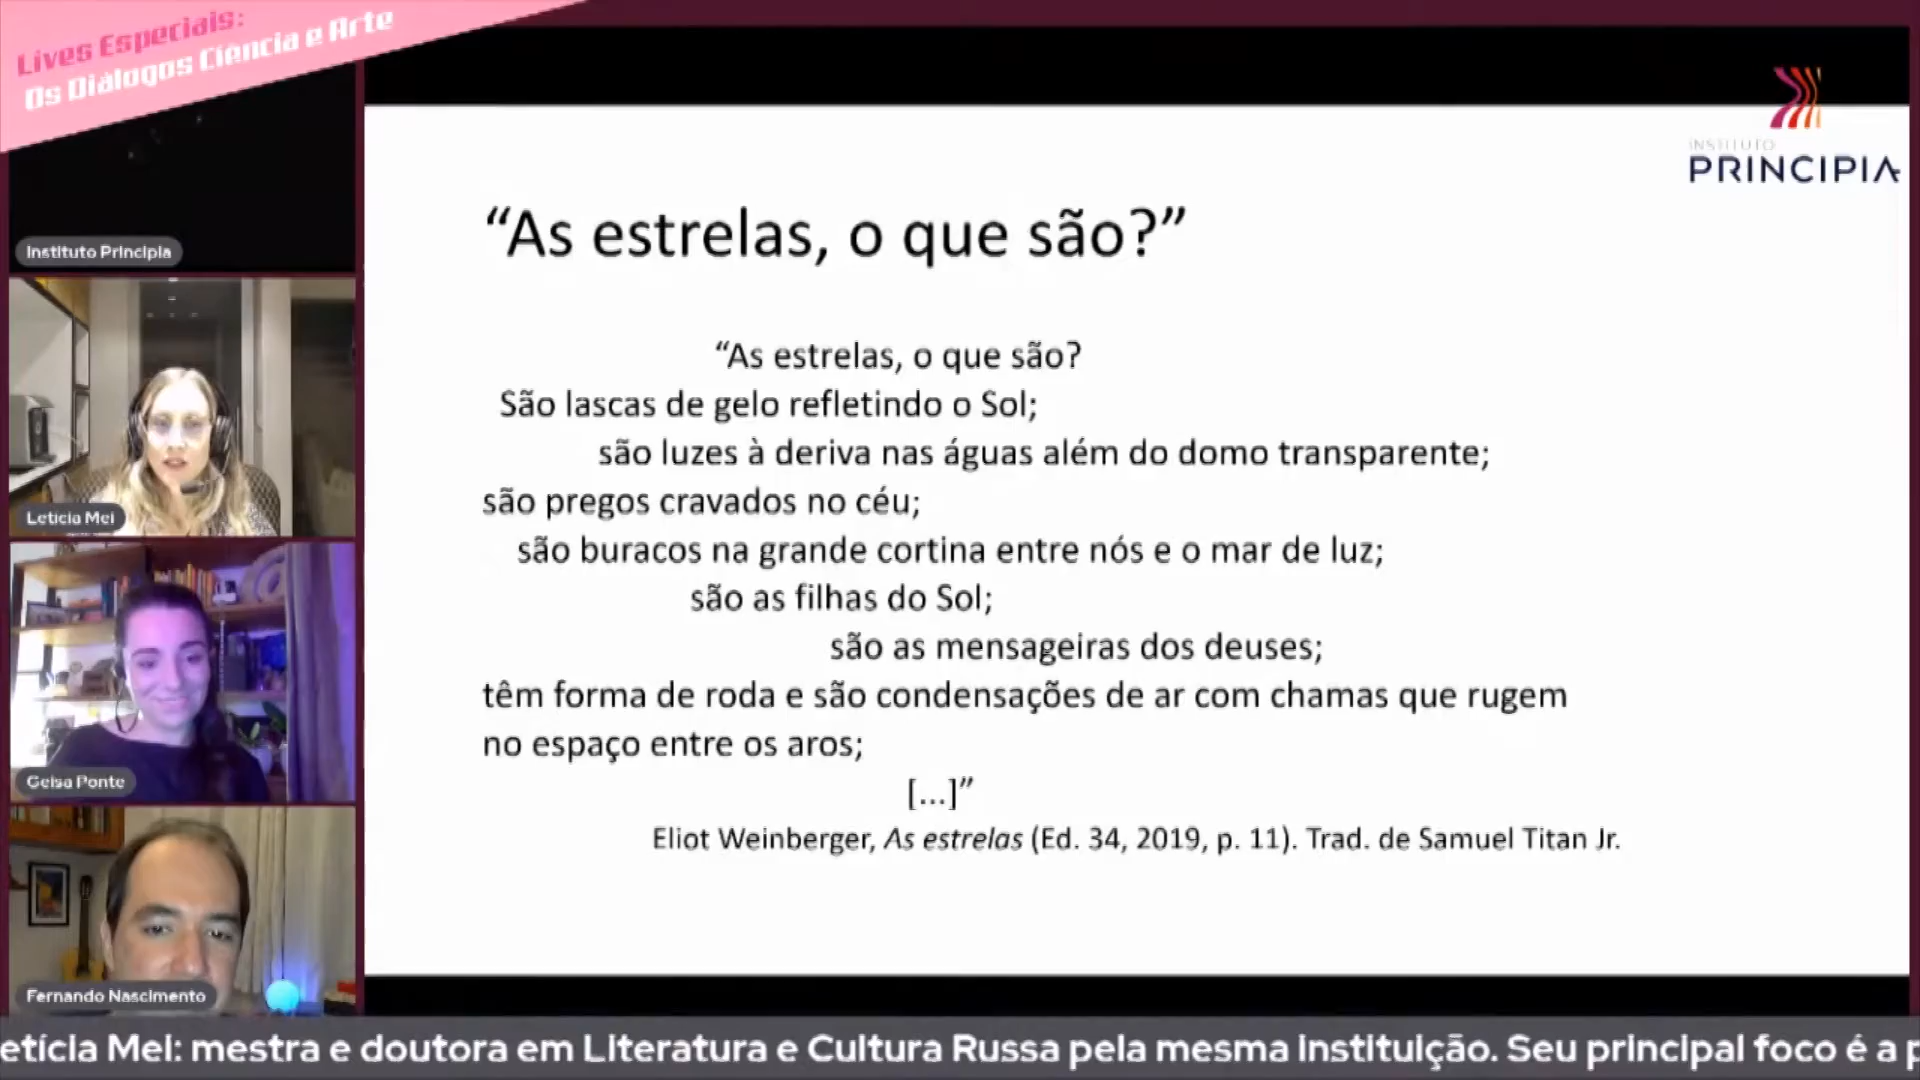 Lives Especiais:
Os Diálogos Ciência e Arte
INSTITUTO
PRINCIPIA
Instituto Principia
Letícia Mei
Geisa Ponte
Fernando Nascimento
“As estrelas, o que são?”
“As estrelas, o que são?
São lascas de gelo refletindo o Sol;
são luzes à deriva nas águas além do domo transparente;
são pregos cravados no céu;
são buracos na grande cortina entre nós e o mar de luz;
são as filhas do Sol;
são as mensageiras dos deuses;
têm forma de roda e são condensações de ar com chamas que rugem
no espaço entre os aros;
[...]”
Eliot Weinberger, As estrelas (Ed. 34, 2019, p. 11). Trad. de Samuel Titan Jr.
etícia Mei: mestra e doutora em Literatura e Cultura Russa pela mesma instituição. Seu principal foco é a p